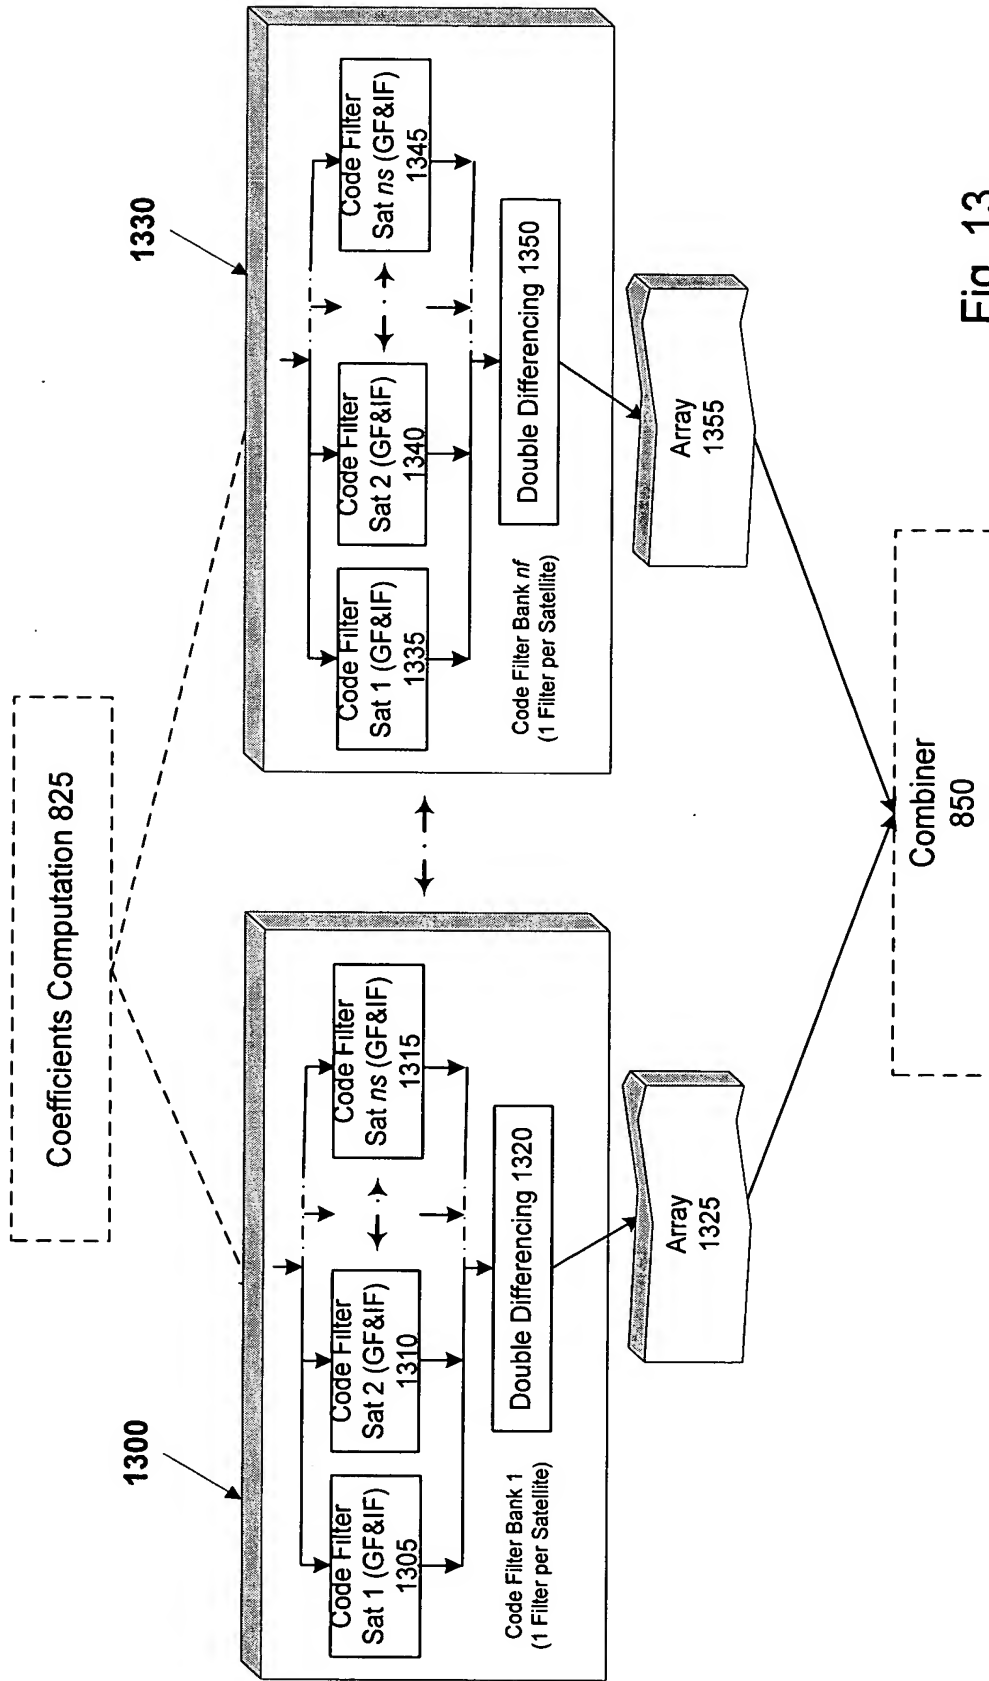 Coefficients Computation 825
1300
Code Filter
Sat 1 (GF&IF)
1305
Code Filter
Sat 2 (GF&IF)
1310
Code Filter
Sat ns (GF&IF)
1315
Double Differencing 1320
Code Filter Bank 1
(1 Filter per Satellite)
Array
1325
1330
Code Filter
Sat 1 (GF&IF)
1335
Code Filter
Sat 2 (GF&IF)
1340
Code Filter
Sat ns (GF&IF)
1345
Double Differencing 1350
Code Filter Bank nf
(1 Filter per Satellite)
Array
1355
Combiner
850
Fig. 13